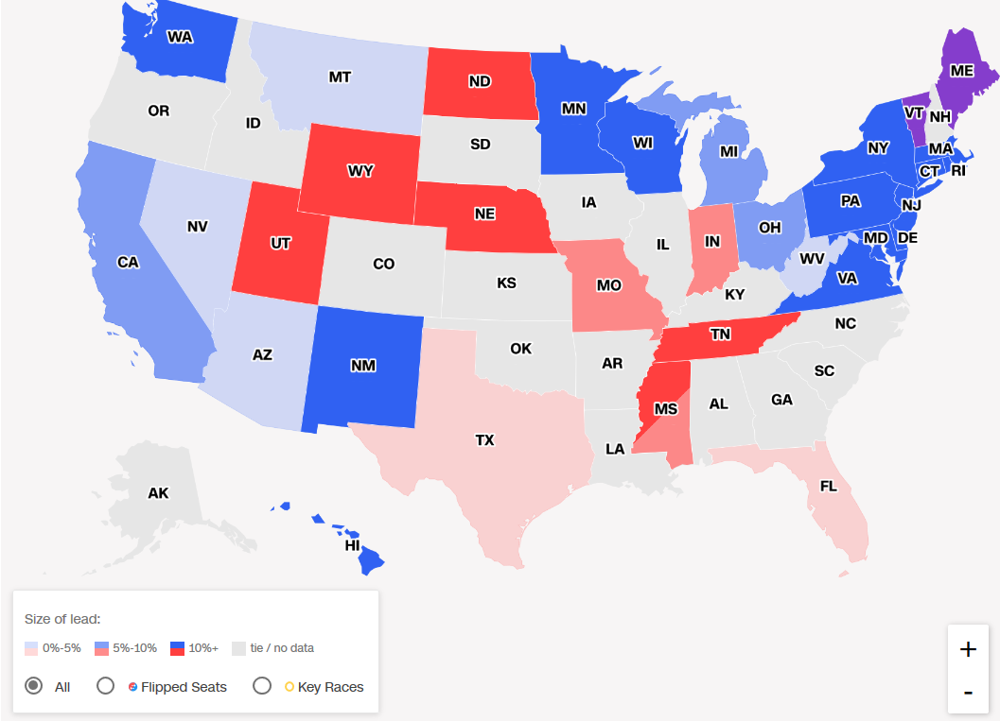 WA
MT
ND
ME
OR
ID
MN
VT
NH
SD
WI
NY
MA
MI
CT
RI
WY
NE
IA
PA
NJ
NV
UT
CO
IL
IN
OH
MD
DE
CA
KS
MO
WV
VA
KY
AZ
NM
OK
AR
TN
NC
SC
TX
LA
MS
AL
GA
AK
FL
HI
Size of lead:
0%-5% 5%-10% 10%+ tie / no data
All Flipped Seats Key Races
+
-